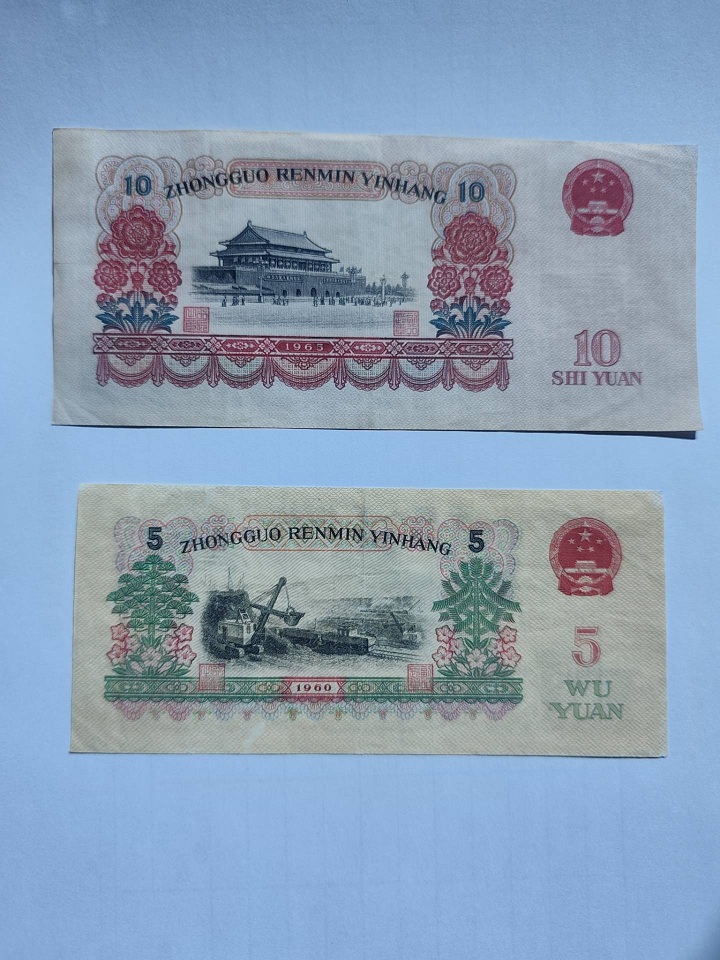 10 ZHONGGUO RENMIN YINHANG 10
1965
10
SHI YUAN
5 ZHONGGUO RENMIN YINHANG 5
1960
5
WU
YUAN